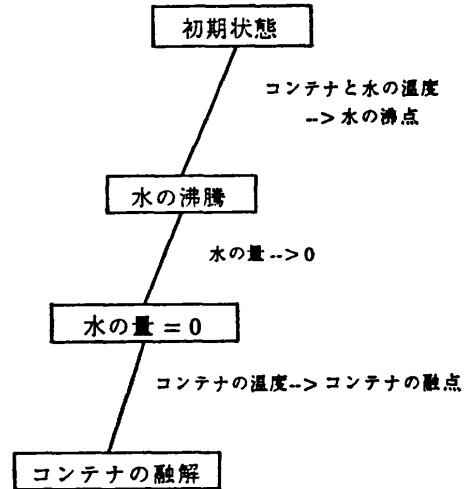 初期状態
コンテナと水の温度
--> 水の沸点
水の沸騰
水の量 --> 0
水の量 = 0
コンテナの温度--> コンテナの融点
コンテナの融解